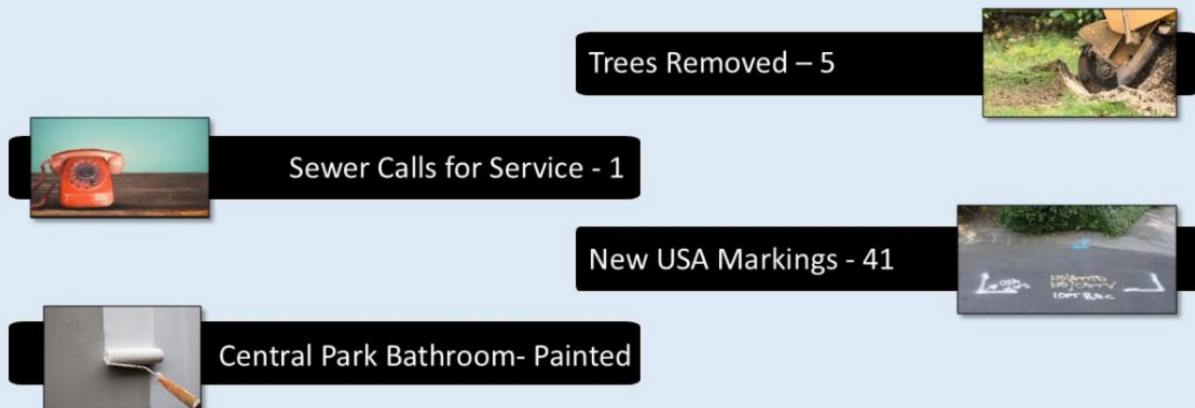 Trees Removed – 5
Sewer Calls for Service - 1
New USA Markings - 41
Central Park Bathroom- Painted